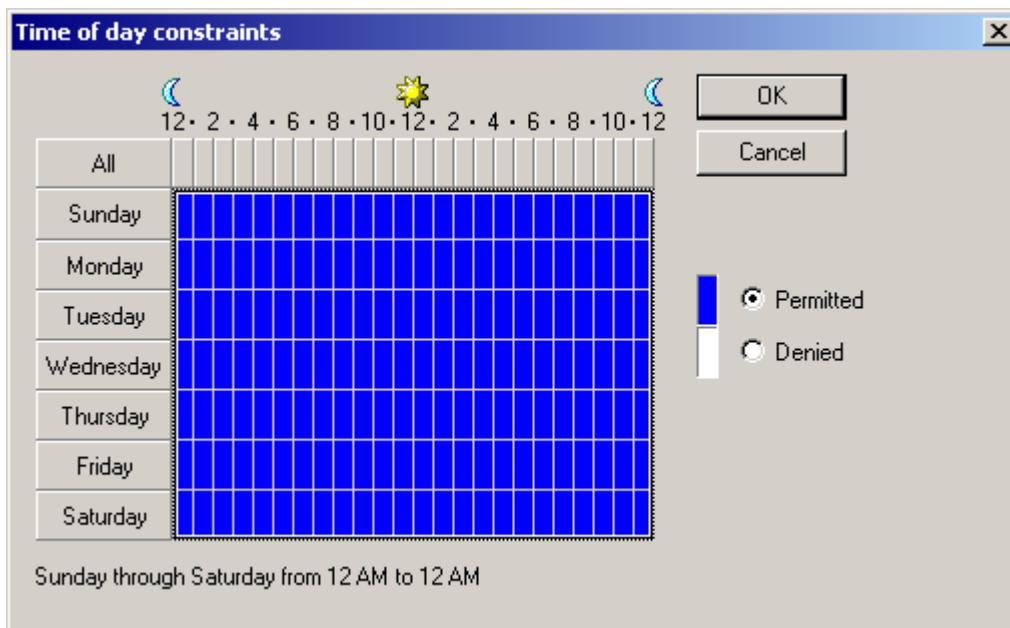 Time of day constraints
OK
12 · 2 · 4 · 6 · 8 · 10 · 12 · 2 · 4 · 6 · 8 · 10 · 12
Cancel
All
Sunday
Monday
Tuesday
Permitted
Wednesday
Denied
Thursday
Friday
Saturday
Sunday through Saturday from 12 AM to 12 AM